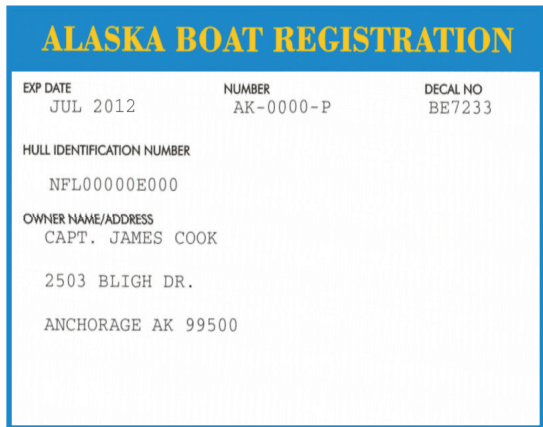 ALASKA BOAT REGISTRATION
EXP DATE NUMBER DECAL NO
JUL 2012 AK-0000-P BE7233
HULL IDENTIFICATION NUMBER
NFL00000E000
OWNER NAME/ADDRESS
CAPT. JAMES COOK
2503 BLIGH DR.
ANCHORAGE AK 99500